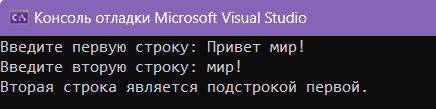 Консоль отладки Microsoft Visual Studio
Введите первую строку: Привет мир!
Введите вторую строку: мир!
Вторая строка является подстрокой первой.